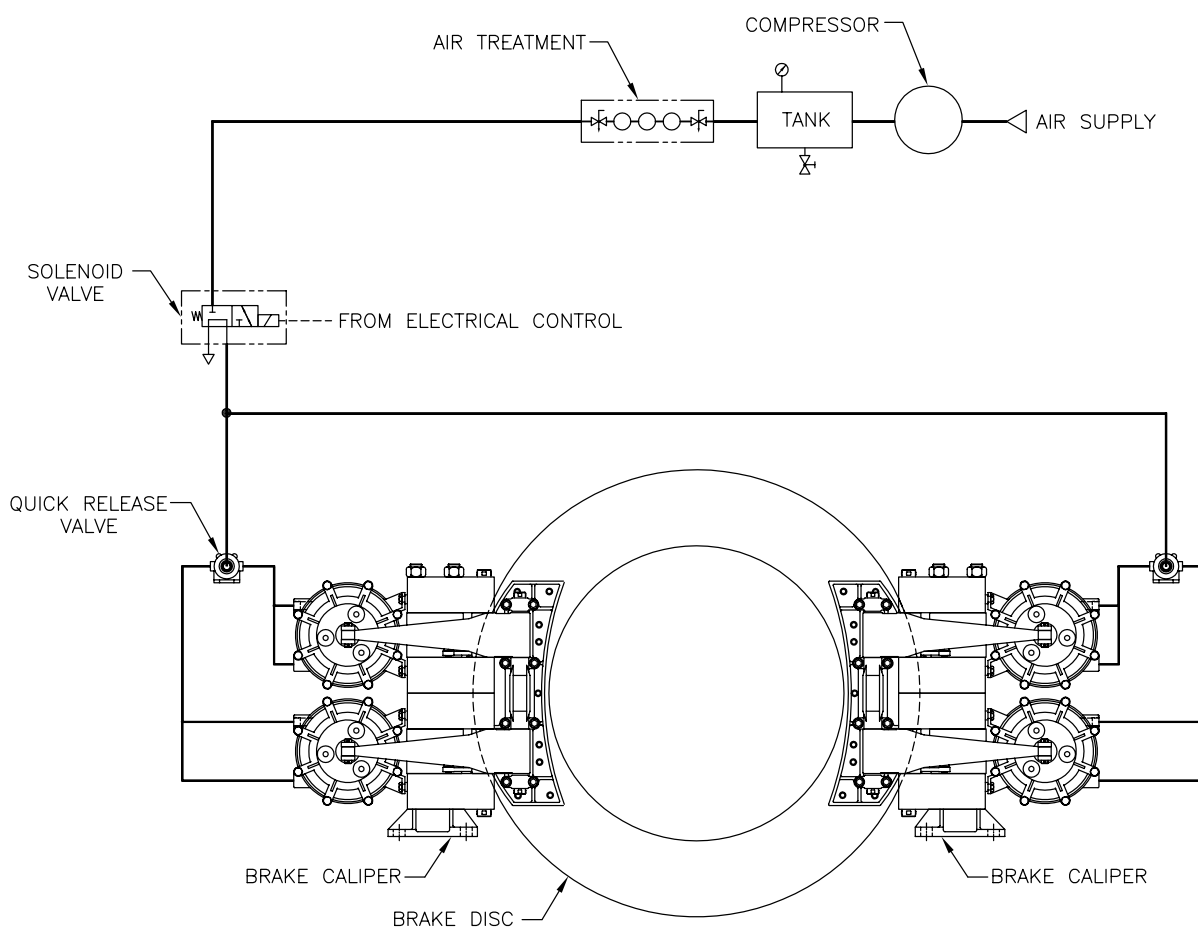 COMPRESSOR
AIR TREATMENT
TANK
AIR SUPPLY
SOLENOID
VALVE
FROM ELECTRICAL CONTROL
QUICK RELEASE
VALVE
BRAKE CALIPER
BRAKE CALIPER
BRAKE DISC